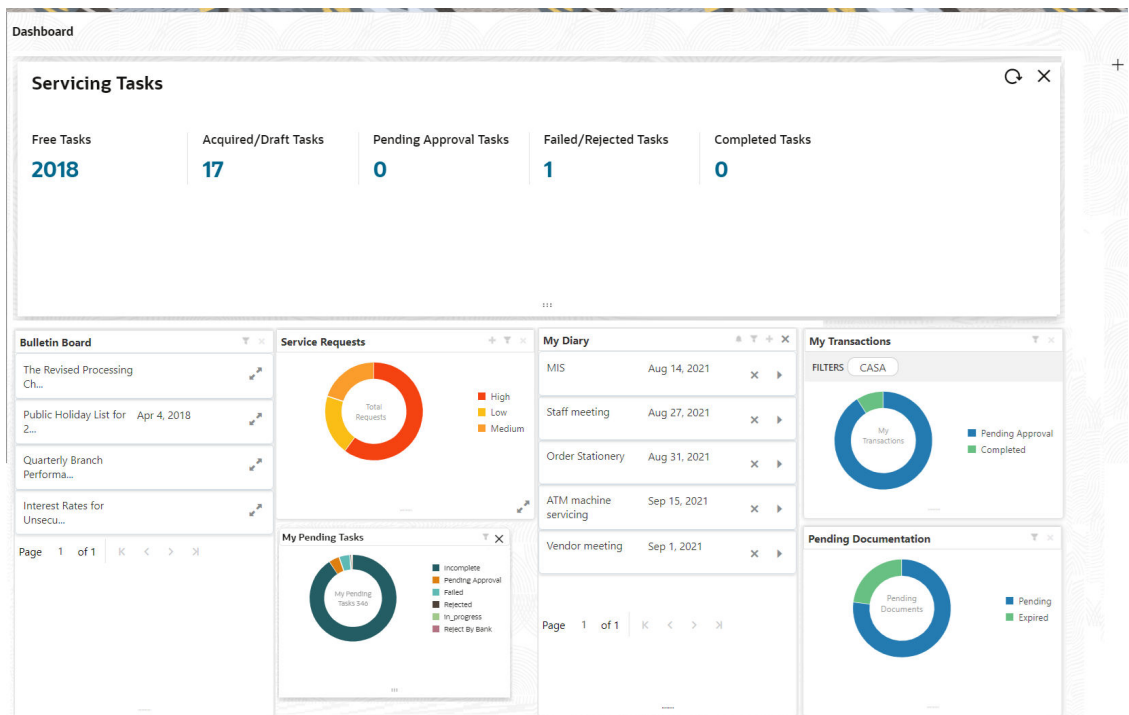 Dashboard
Servicing Tasks
Free Tasks
2018
Acquired/Draft Tasks
17
Pending Approval Tasks
0
Failed/Rejected Tasks
1
Completed Tasks
0
Bulletin Board
The Revised Processing
Ch...
Public Holiday List for
2...
Apr 4, 2018
Quarterly Branch
Performa...
Interest Rates for
Unsecu...
Page 1 of 1
Service Requests
Total
Requests
High
Low
Medium
My Pending Tasks
My Pending
Tasks 546
Incomplete
Pending Approval
Failed
Rejected
In_progress
Reject By Bank
My Diary
MIS Aug 14, 2021
Staff meeting Aug 27, 2021
Order Stationery Aug 31, 2021
ATM machine
servicing
Sep 15, 2021
Vendor meeting Sep 1, 2021
Page 1 of 1
My Transactions
FILTERS CASA
My
Transactions
Pending Approval
Completed
Pending Documentation
Pending
Documents
Pending
Expired